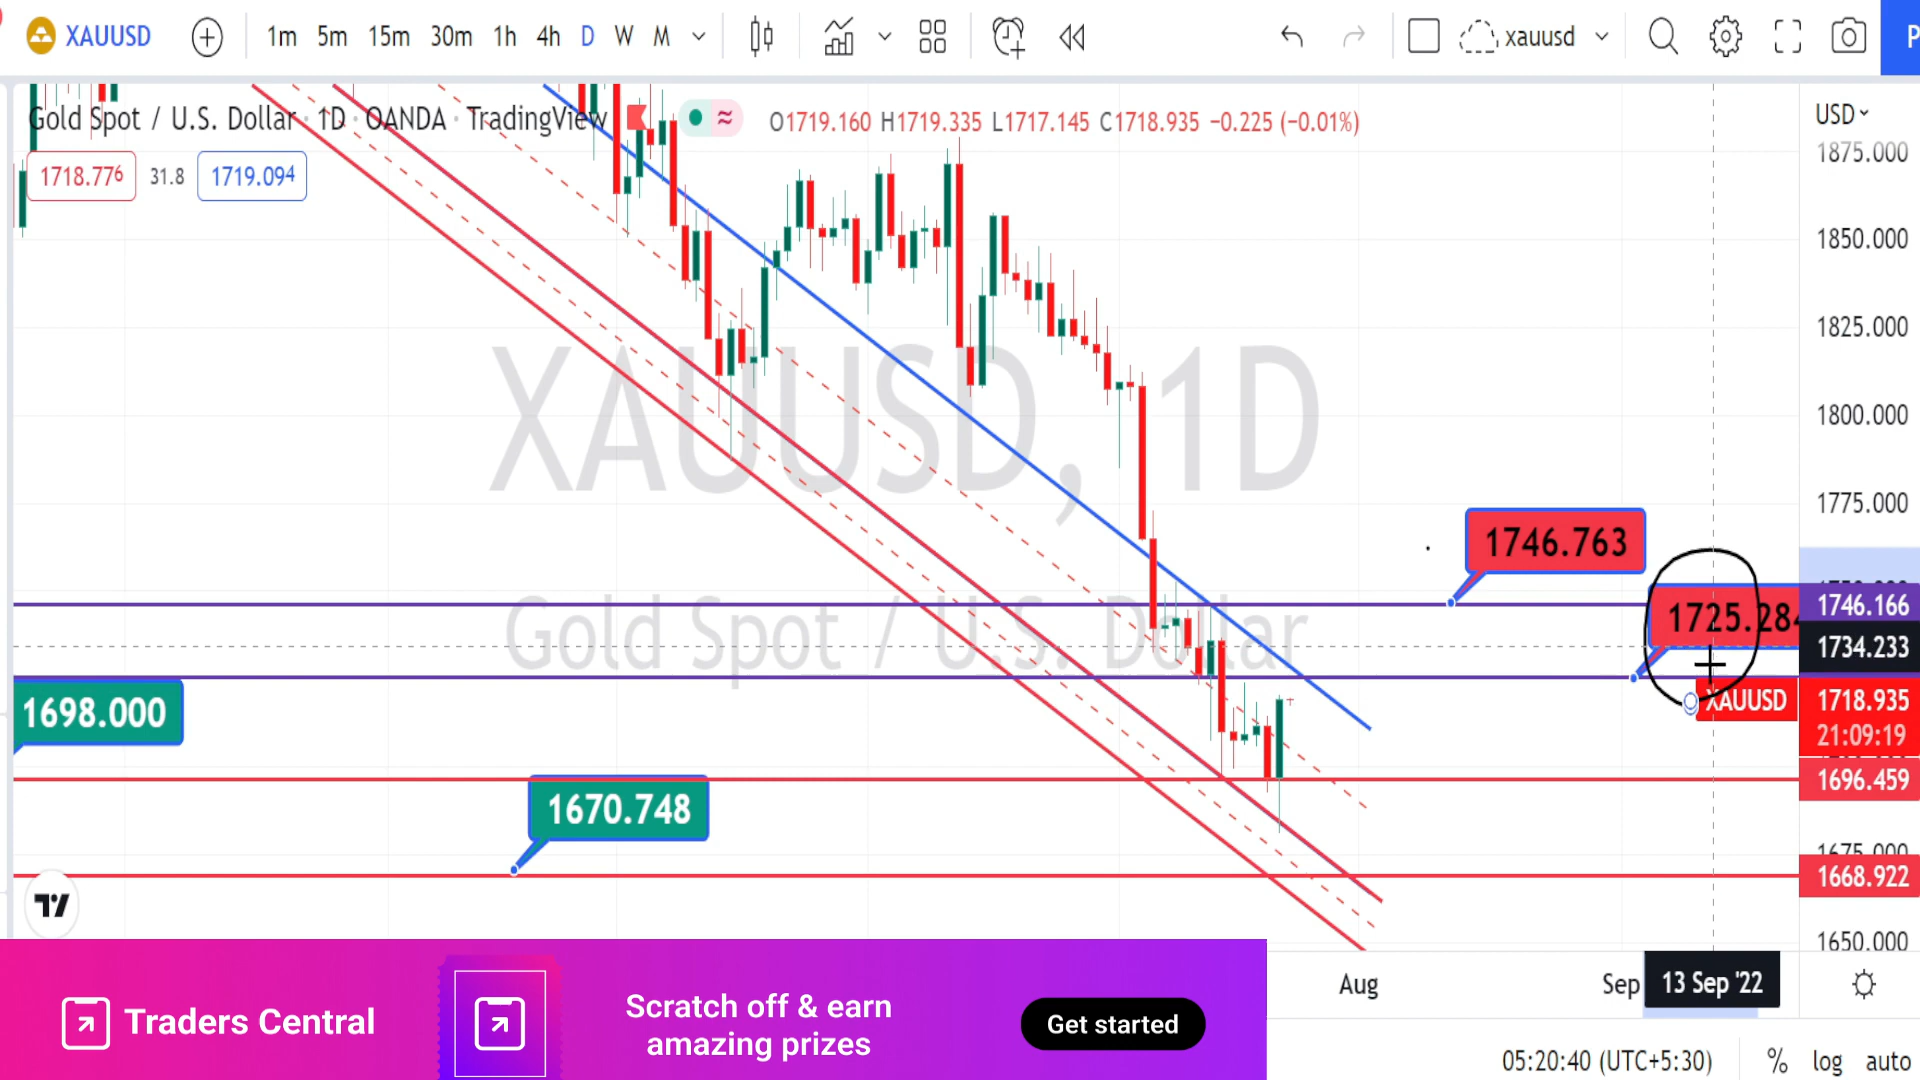 XAUUSD 1m 5m 15m 30m 1h 4h D W M xauusd P
Gold Spot / U.S. Dollar · 1D · OANDA · TradingView O1719.160 H1719.335 L1717.145 C1718.935 −0.225 (−0.01%)
USD
1718.776 31.8 1719.094
1875.000
1850.000
1825.000
XAUUSD, 1D
1800.000
1775.000
1746.763
1746.166
1725.284
Gold Spot / U.S. Dollar
1734.233
1698.000
XAUUSD 1718.935
21:09:19
1696.459
1670.748
1675.000
1668.922
1650.000
Aug Sep 13 Sep '22
Traders Central
Scratch off & earn
amazing prizes
Get started
05:20:40 (UTC+5:30) % log auto